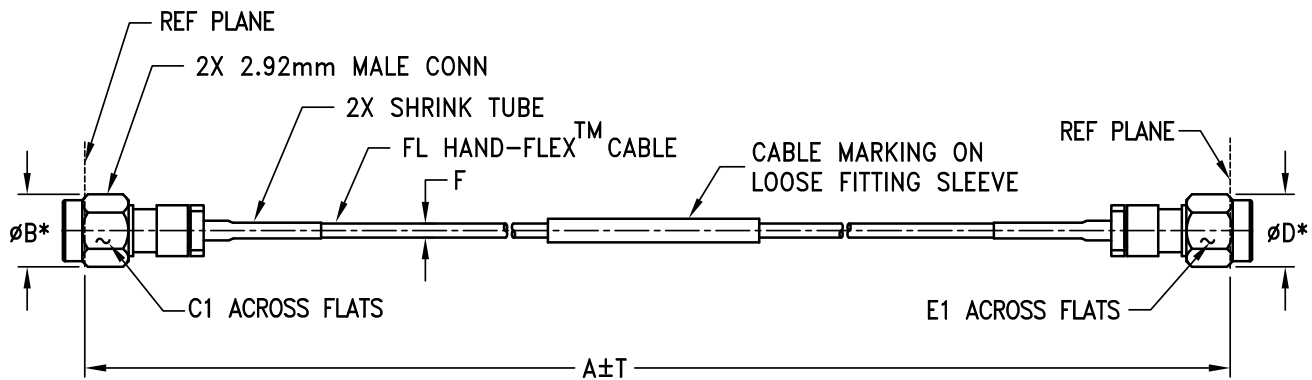 REF PLANE
2X 2.92mm MALE CONN
2X SHRINK TUBE
FL HAND-FLEX™ CABLE
F
CABLE MARKING ON
LOOSE FITTING SLEEVE
REF PLANE
øB*
øD*
C1 ACROSS FLATS
E1 ACROSS FLATS
A±T